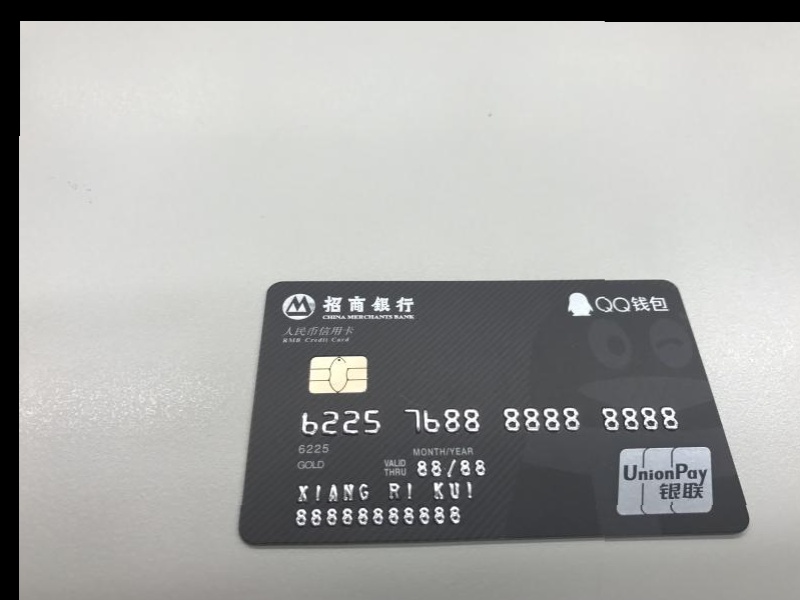 招商銀行
CHINA MERCHANTS BANK
QQ钱包
人民币信用卡
RMB Credit Card
6225 7688 8888 8888
6225
MONTH/YEAR
GOLD
VALID THRU 88/88
XIANG RI KUI
88888888888
UnionPay
银联